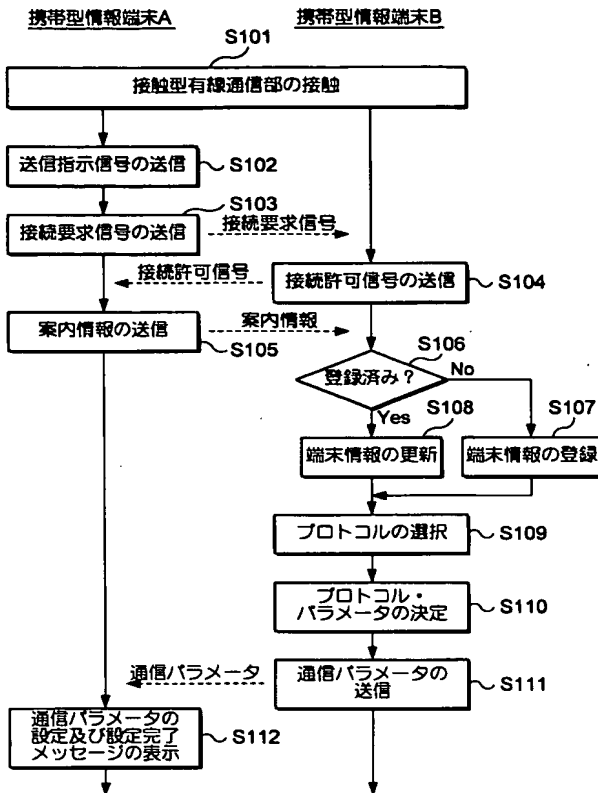 携帯型情報端末A
携帯型情報端末B
S101
接触型有線通信部の接触
送信指示信号の送信
S102
S103
接続要求信号の送信
接続要求信号
接続許可信号
接続許可信号の送信
S104
案内情報の送信
案内情報
S105
S106
登録済み?
No
Yes
S108
S107
端末情報の更新
端末情報の登録
プロトコルの選択
S109
プロトコル・
パラメータの決定
S110
通信パラメータ
通信パラメータの
送信
S111
通信パラメータの
設定及び設定完了
メッセージの表示
S112